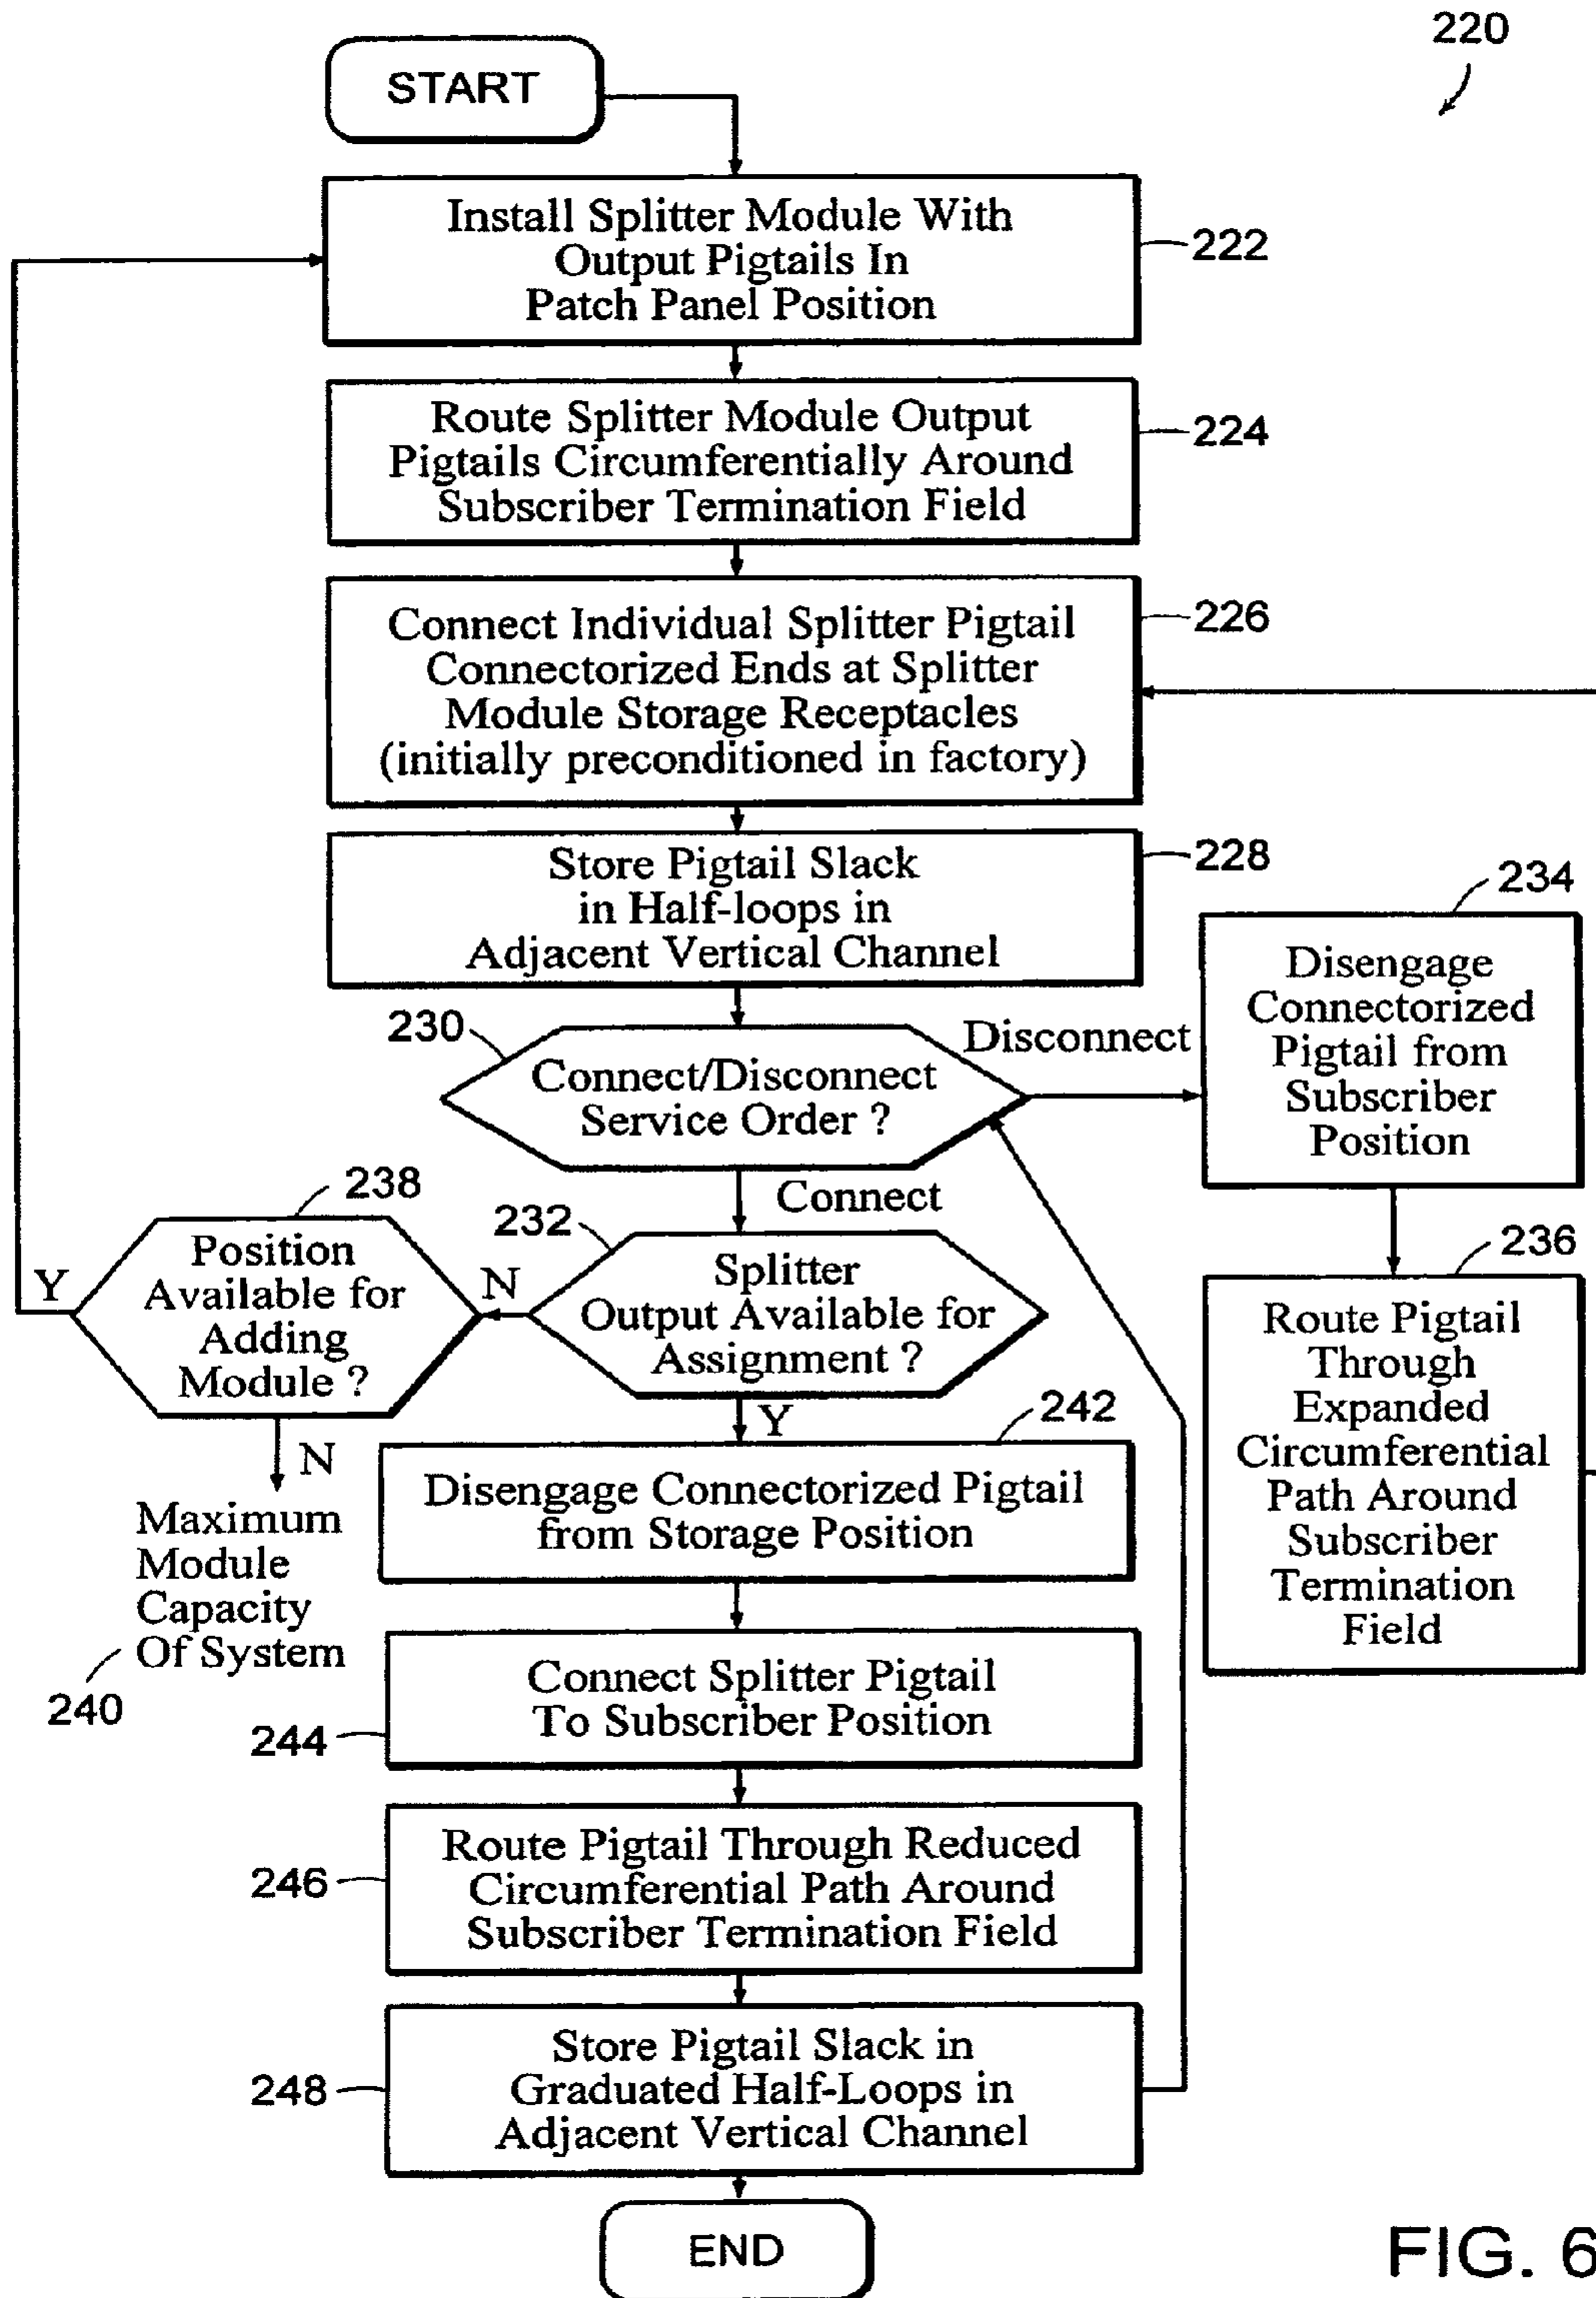 220
START
Install Splitter Module With
Output Pigtails In
Patch Panel Position
222
Route Splitter Module Output
Pigtails Circumferentially Around
Subscriber Termination Field
224
Connect Individual Splitter Pigtail
Connectorized Ends at Splitter
Module Storage Receptacles
(initially preconditioned in factory)
226
Store Pigtail Slack
in Half-loops in
Adjacent Vertical Channel
228
230
Connect/Disconnect
Service Order ?
Disconnect
234
Disengage
Connectorized
Pigtail from
Subscriber
Position
Connect
236
Route Pigtail
Through
Expanded
Circumferential
Path Around
Subscriber
Termination
Field
232
Splitter
Output Available for
Assignment ?
N
238
Position
Available for
Adding
Module ?
Y
N
Maximum
Module
Capacity
Of System
240
Y
242
Disengage Connectorized Pigtail
from Storage Position
Connect Splitter Pigtail
To Subscriber Position
244
Route Pigtail Through Reduced
Circumferential Path Around
Subscriber Termination Field
246
Store Pigtail Slack in
Graduated Half-Loops in
Adjacent Vertical Channel
248
END
FIG. 6